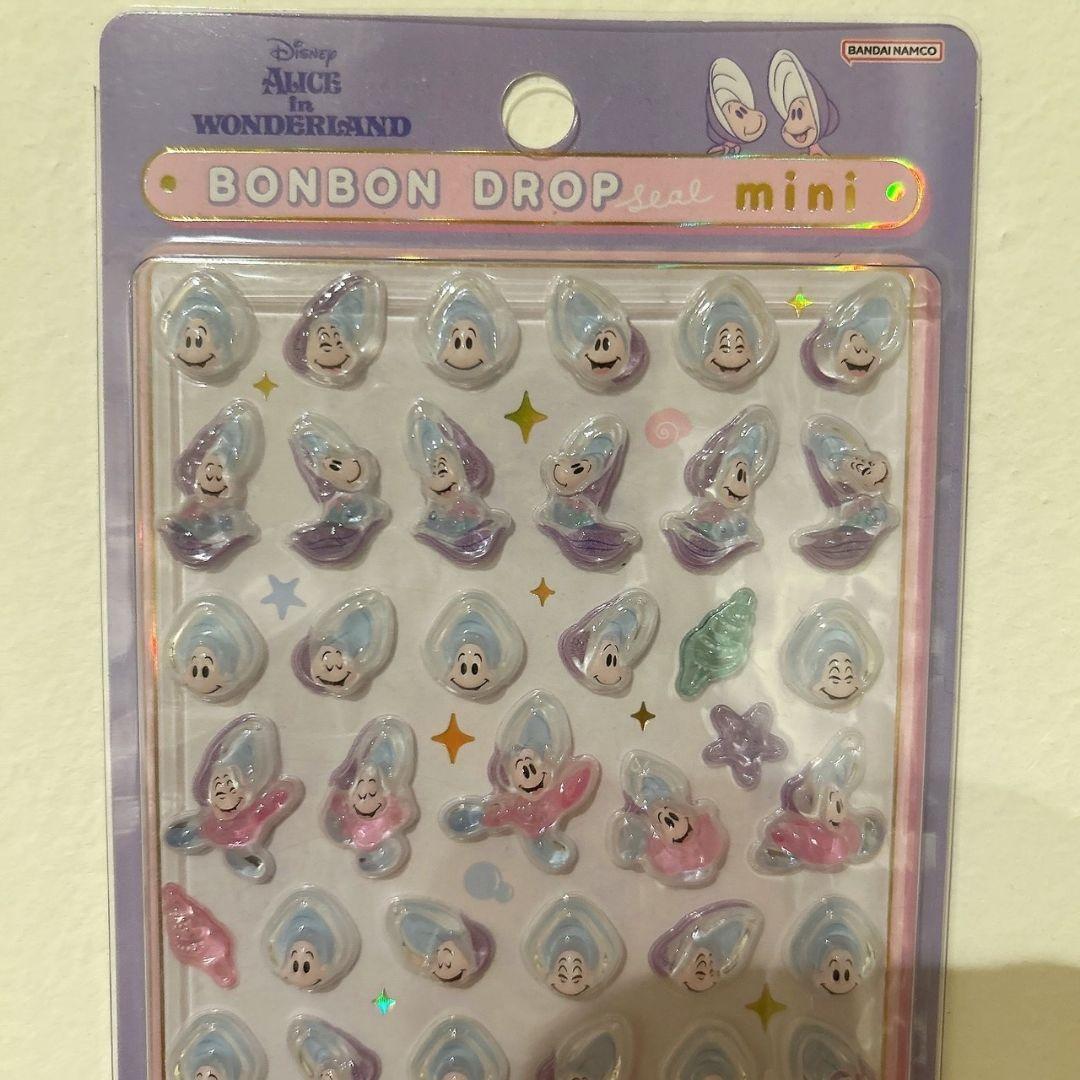 Disney
ALICE
in
WONDERLAND
BANDAI NAMCO
BONBON DROP seal mini